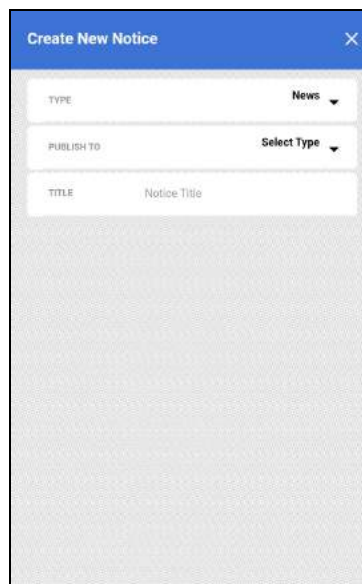 Create New Notice
TYPE News
PUBLISH TO Select Type
TITLE Notice Title